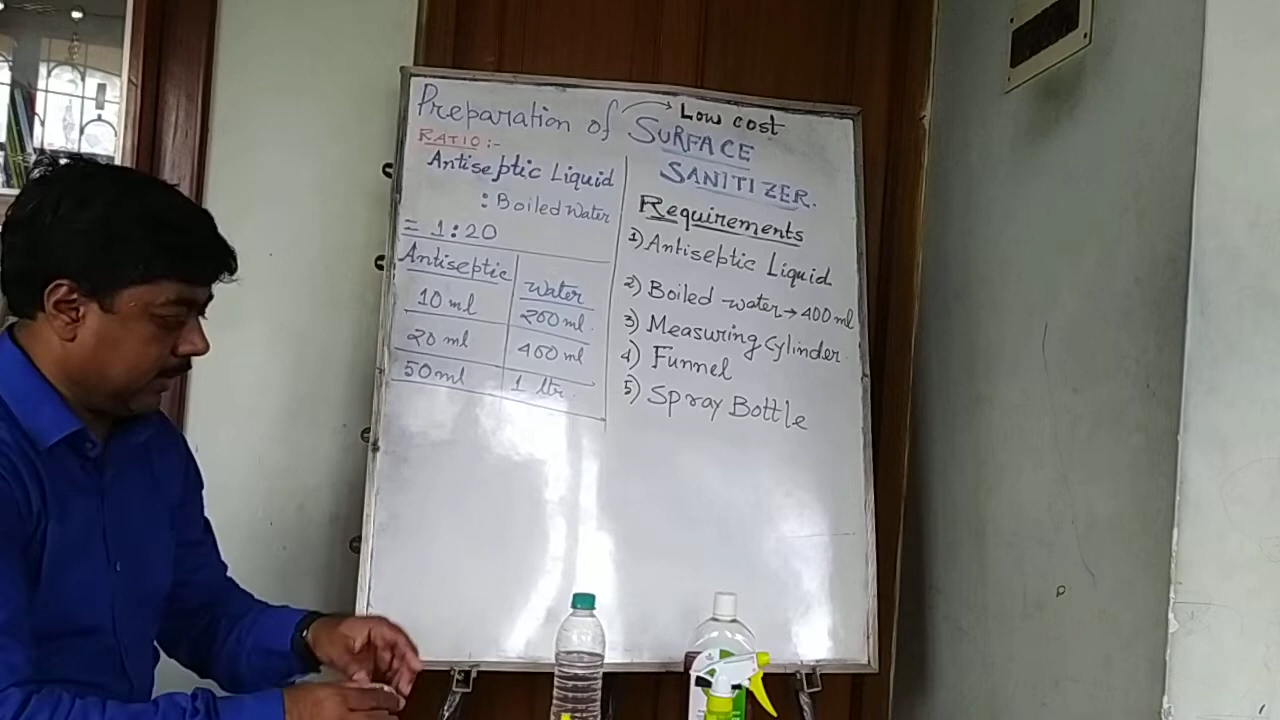 Preparation of → Low cost
SURFACE
SANITIZER.
RATIO:-
Antiseptic Liquid
: Boiled Water
= 1:20
Antiseptic Water
10 ml 200 ml.
20 ml 400 ml
50 ml 1 ltr.
Requirements
1) Antiseptic Liquid
2) Boiled water → 400 ml
3) Measuring Cylinder.
4) Funnel
5) Spray Bottle